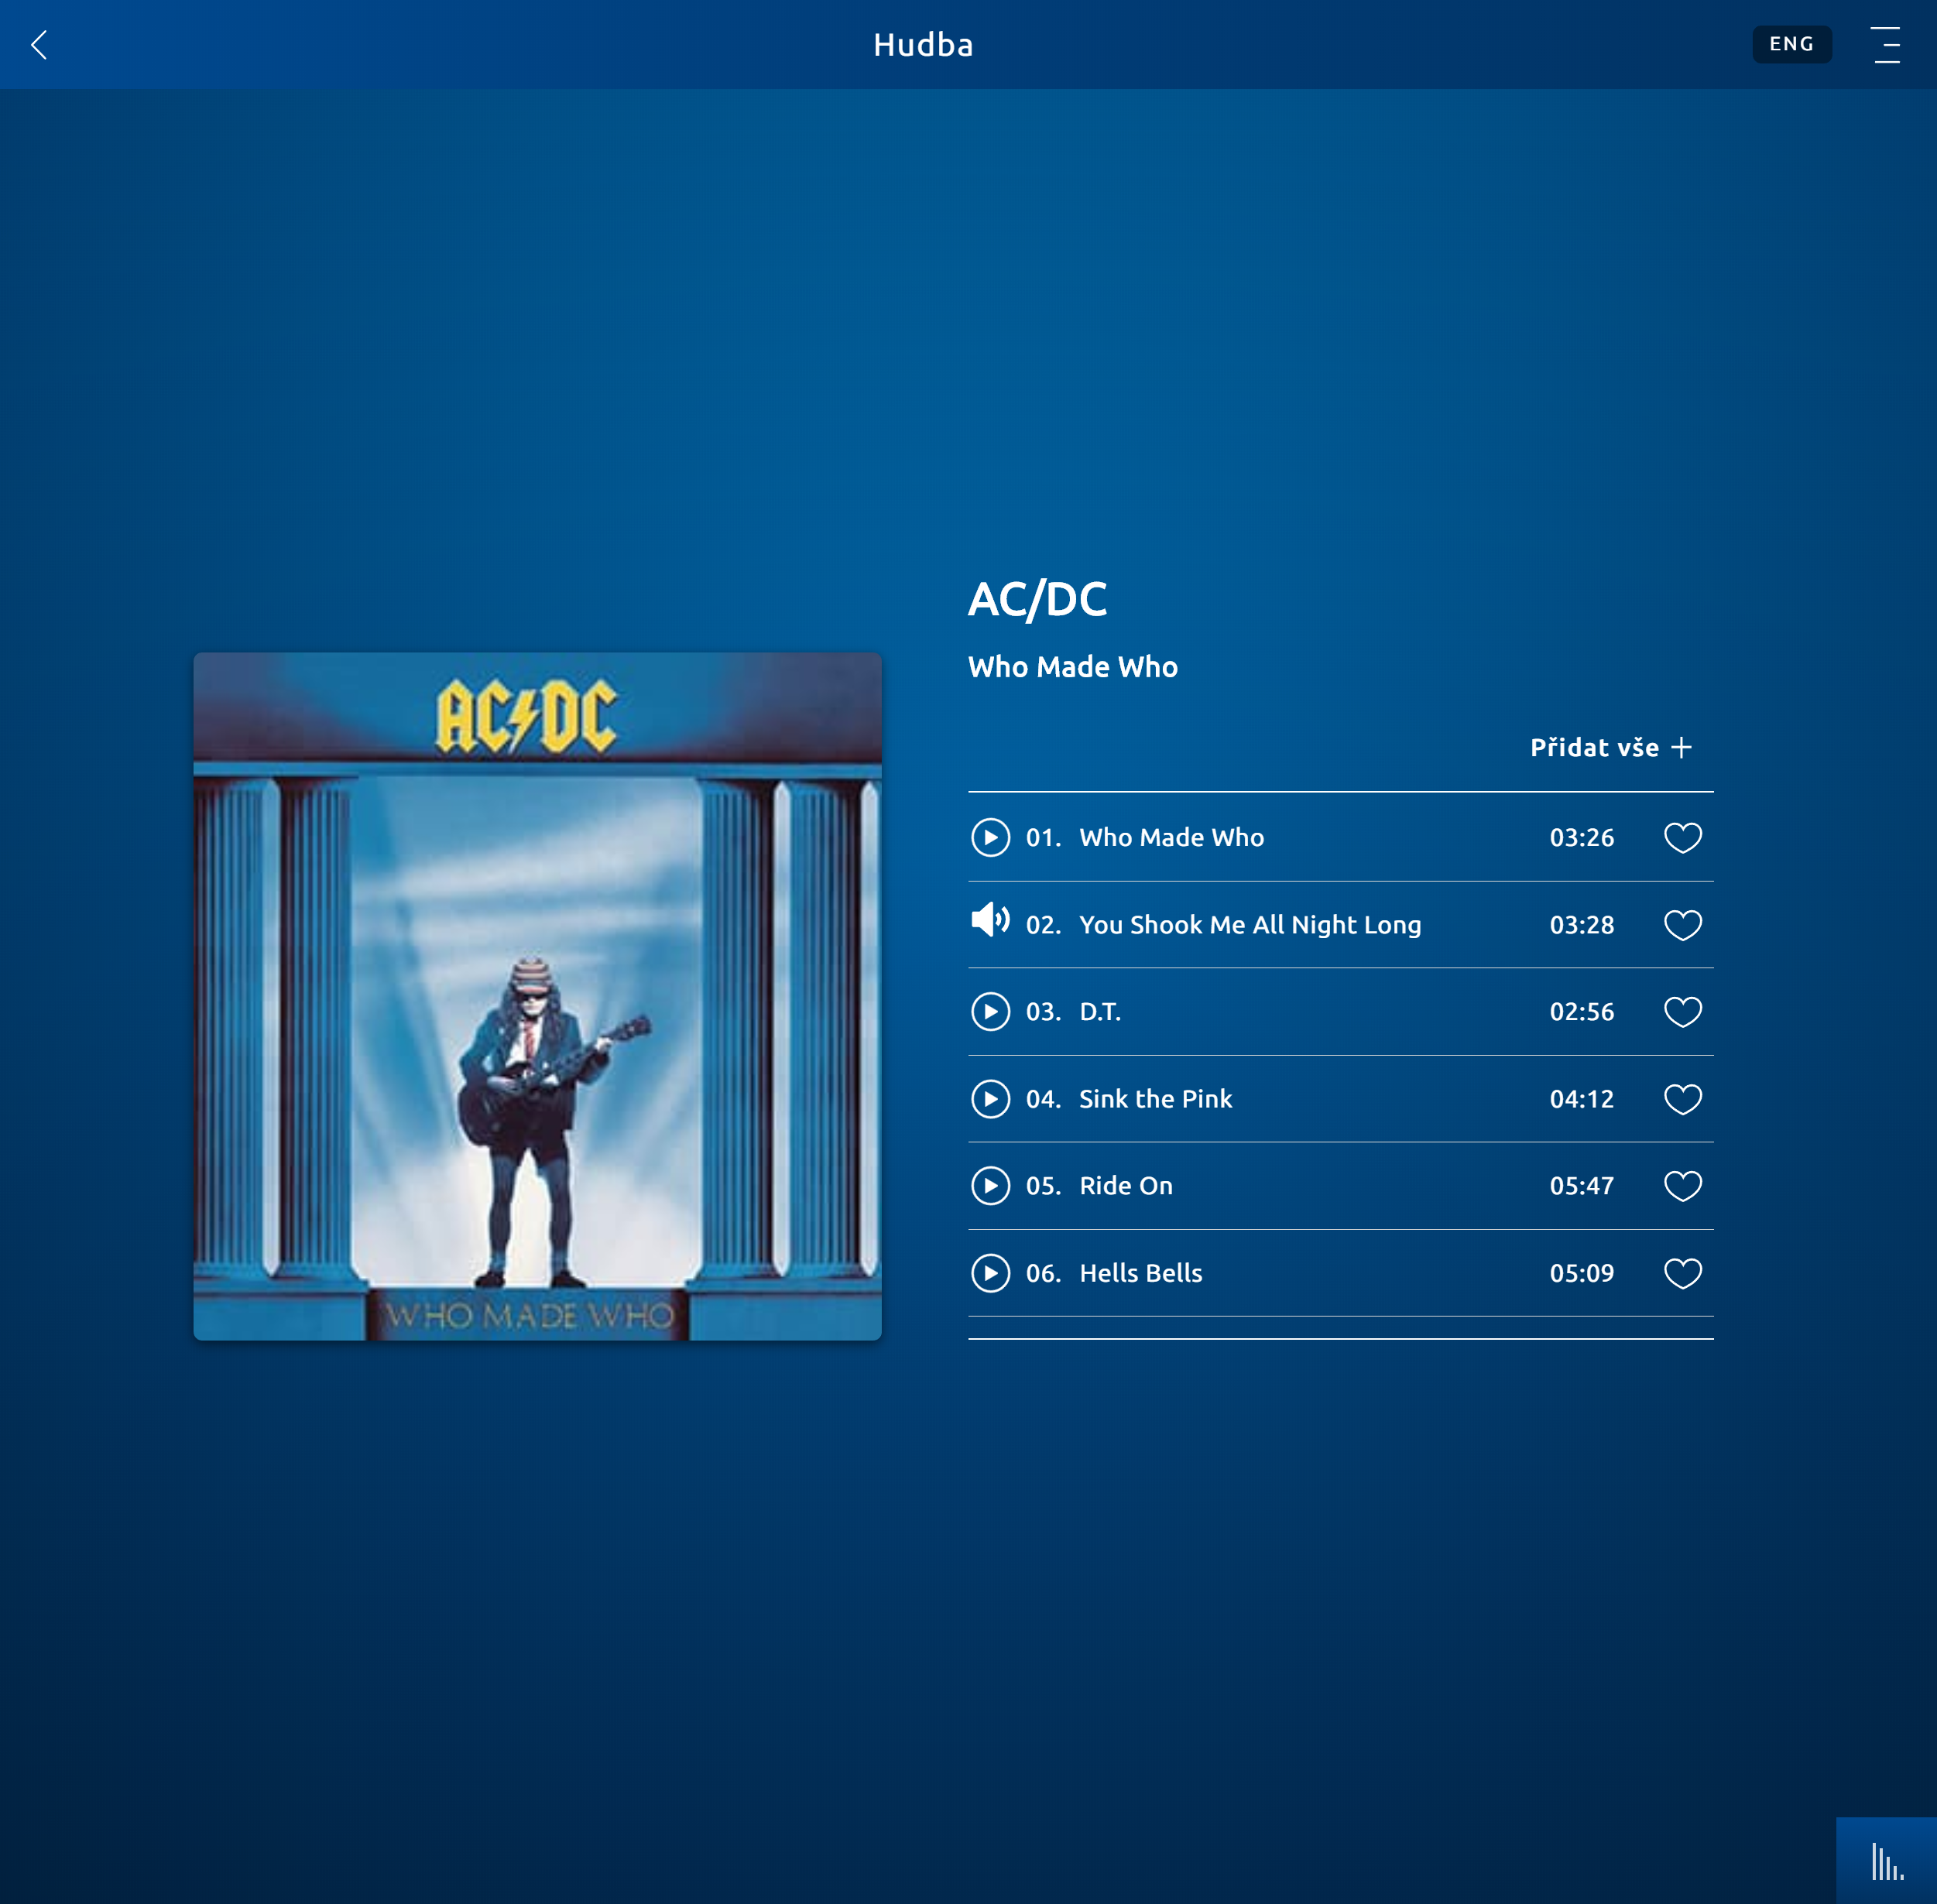 Hudba
ENG
AC/DC
Who Made Who
AC DC
WHO MADE WHO
Přidat vše
01. Who Made Who 03:26
02. You Shook Me All Night Long 03:28
03. D.T. 02:56
04. Sink the Pink 04:12
05. Ride On 05:47
06. Hells Bells 05:09